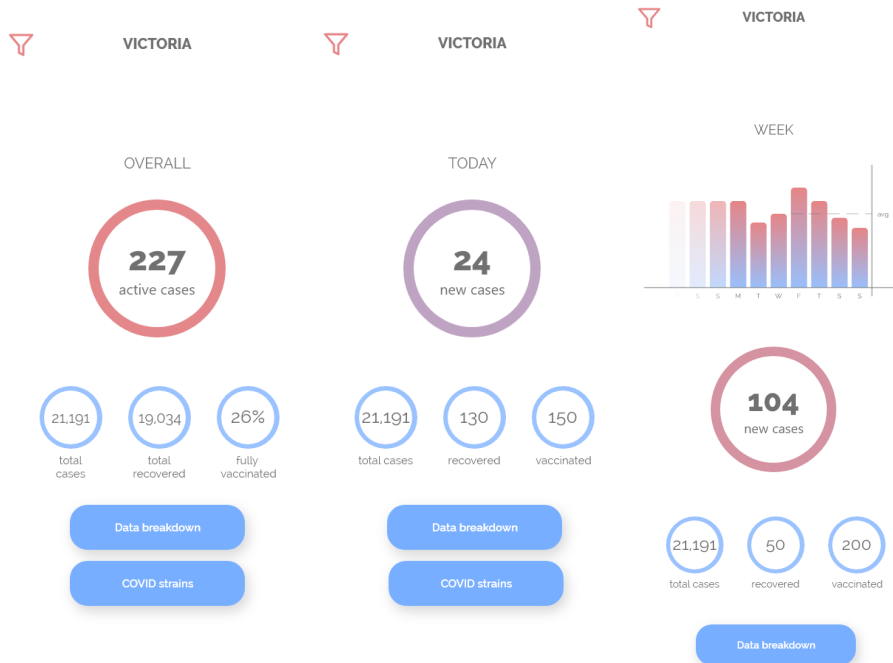 VICTORIA
OVERALL
227
active cases
21,191
19,034
26%
total
cases
total
recovered
fully
vaccinated
Data breakdown
COVID strains
VICTORIA
TODAY
24
new cases
21,191
130
150
total cases
recovered
vaccinated
Data breakdown
COVID strains
VICTORIA
WEEK
avg
S S M T W F T S S
104
new cases
21,191
50
200
total cases
recovered
vaccinated
Data breakdown